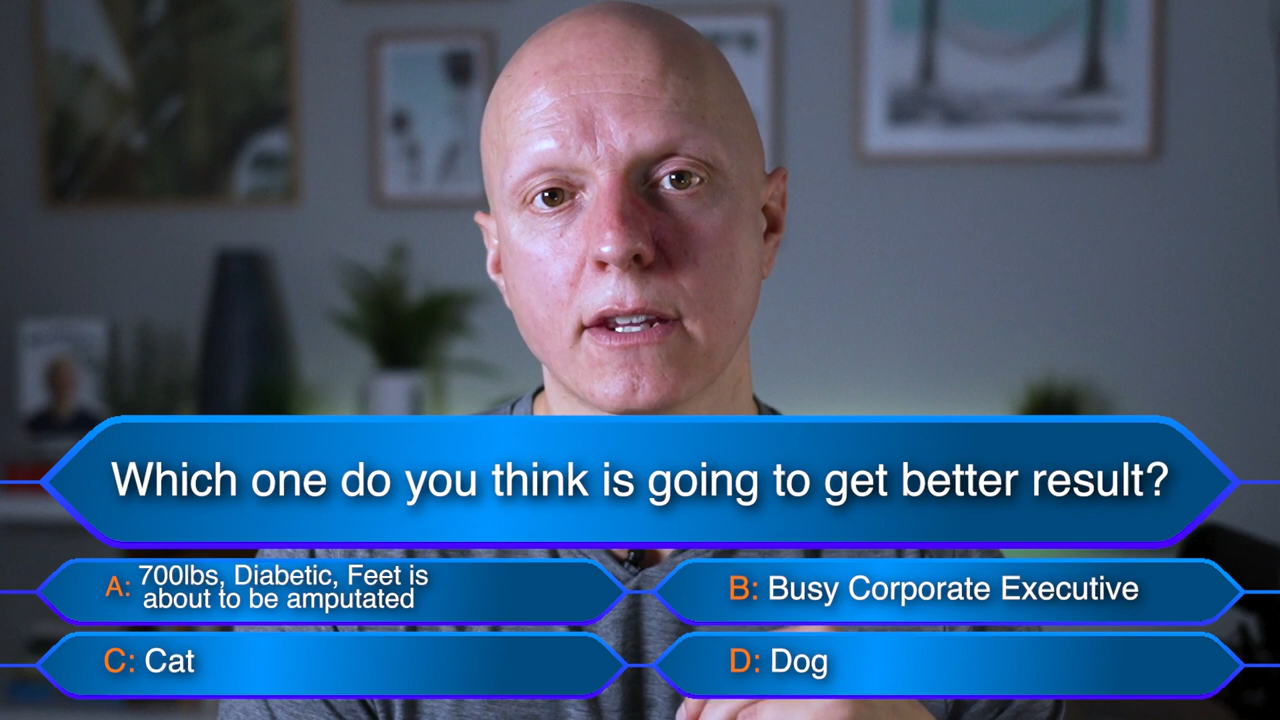 Which one do you think is going to get better result?
A: 700lbs, Diabetic, Feet is
about to be amputated
B: Busy Corporate Executive
C: Cat
D: Dog